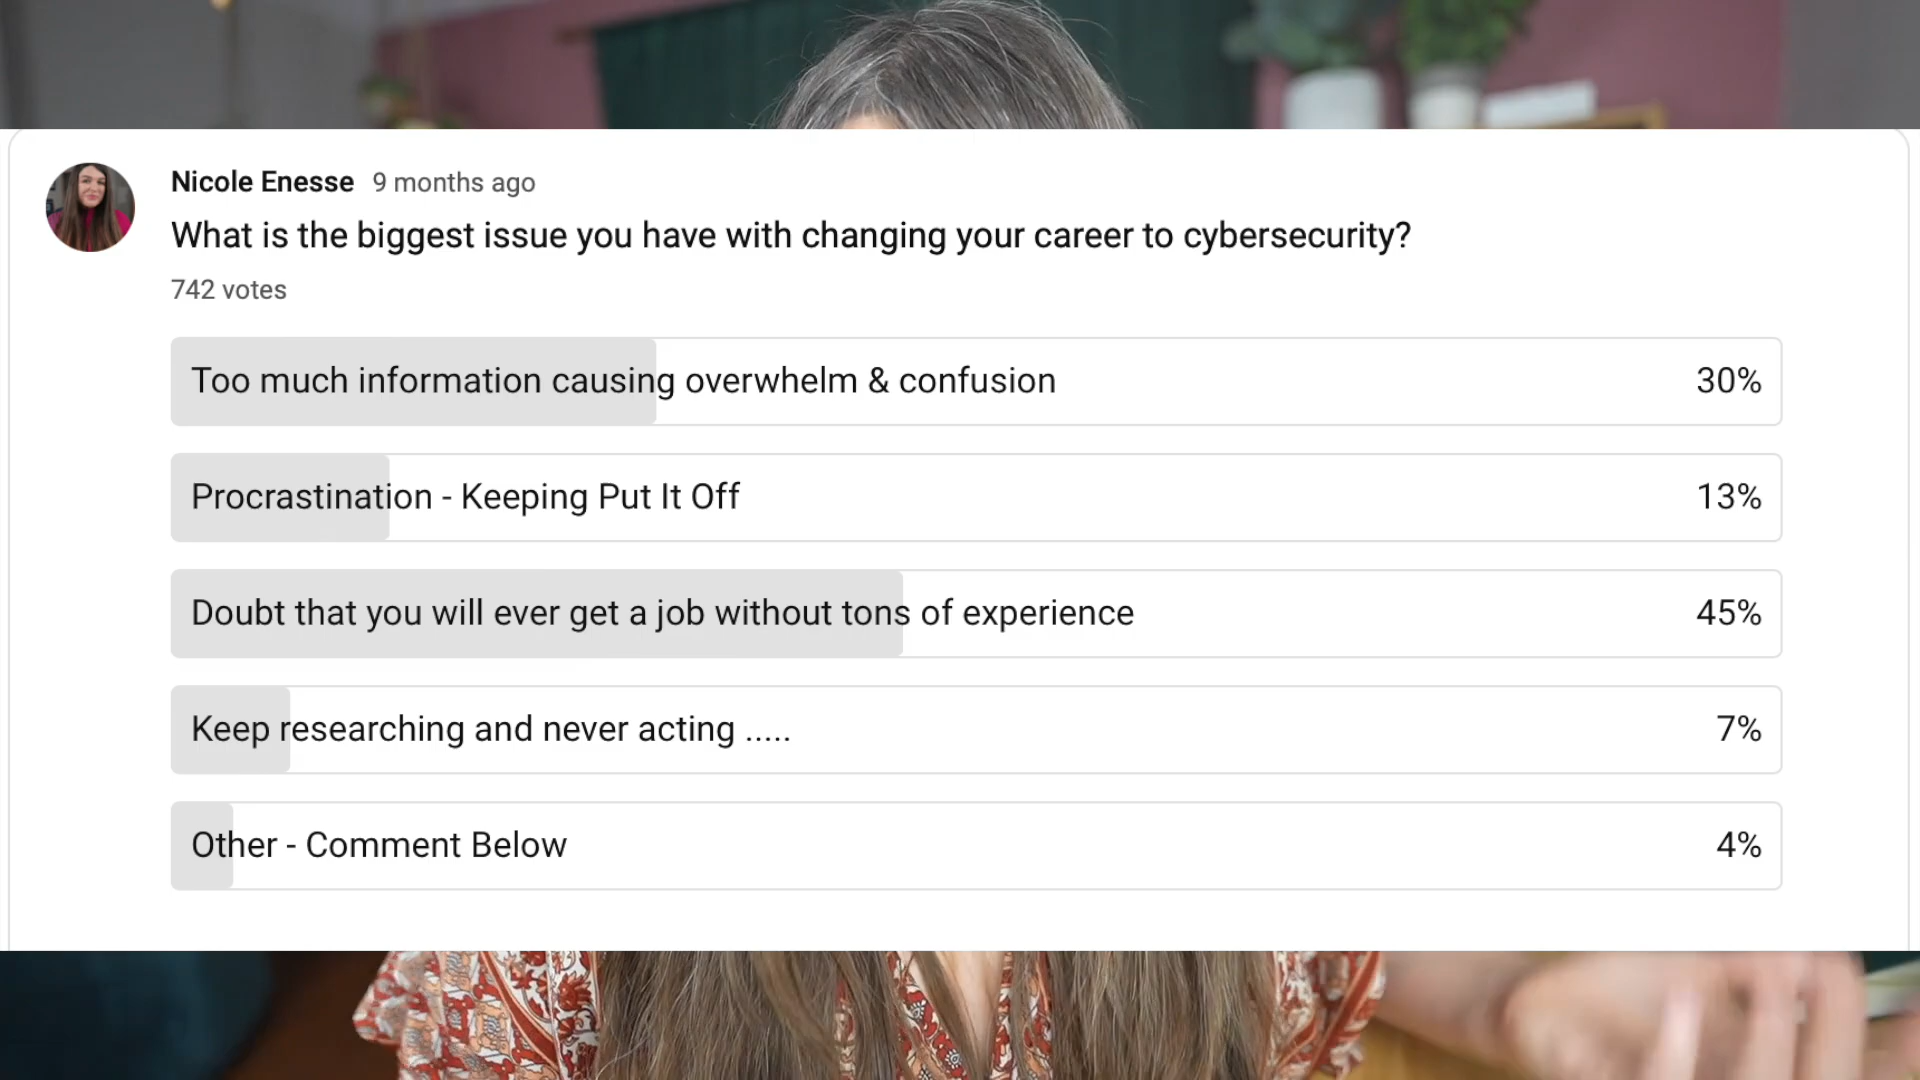 Nicole Enesse 9 months ago
What is the biggest issue you have with changing your career to cybersecurity?
742 votes
Too much information causing overwhelm & confusion 30%
Procrastination - Keeping Put It Off 13%
Doubt that you will ever get a job without tons of experience 45%
Keep researching and never acting ..... 7%
Other - Comment Below 4%